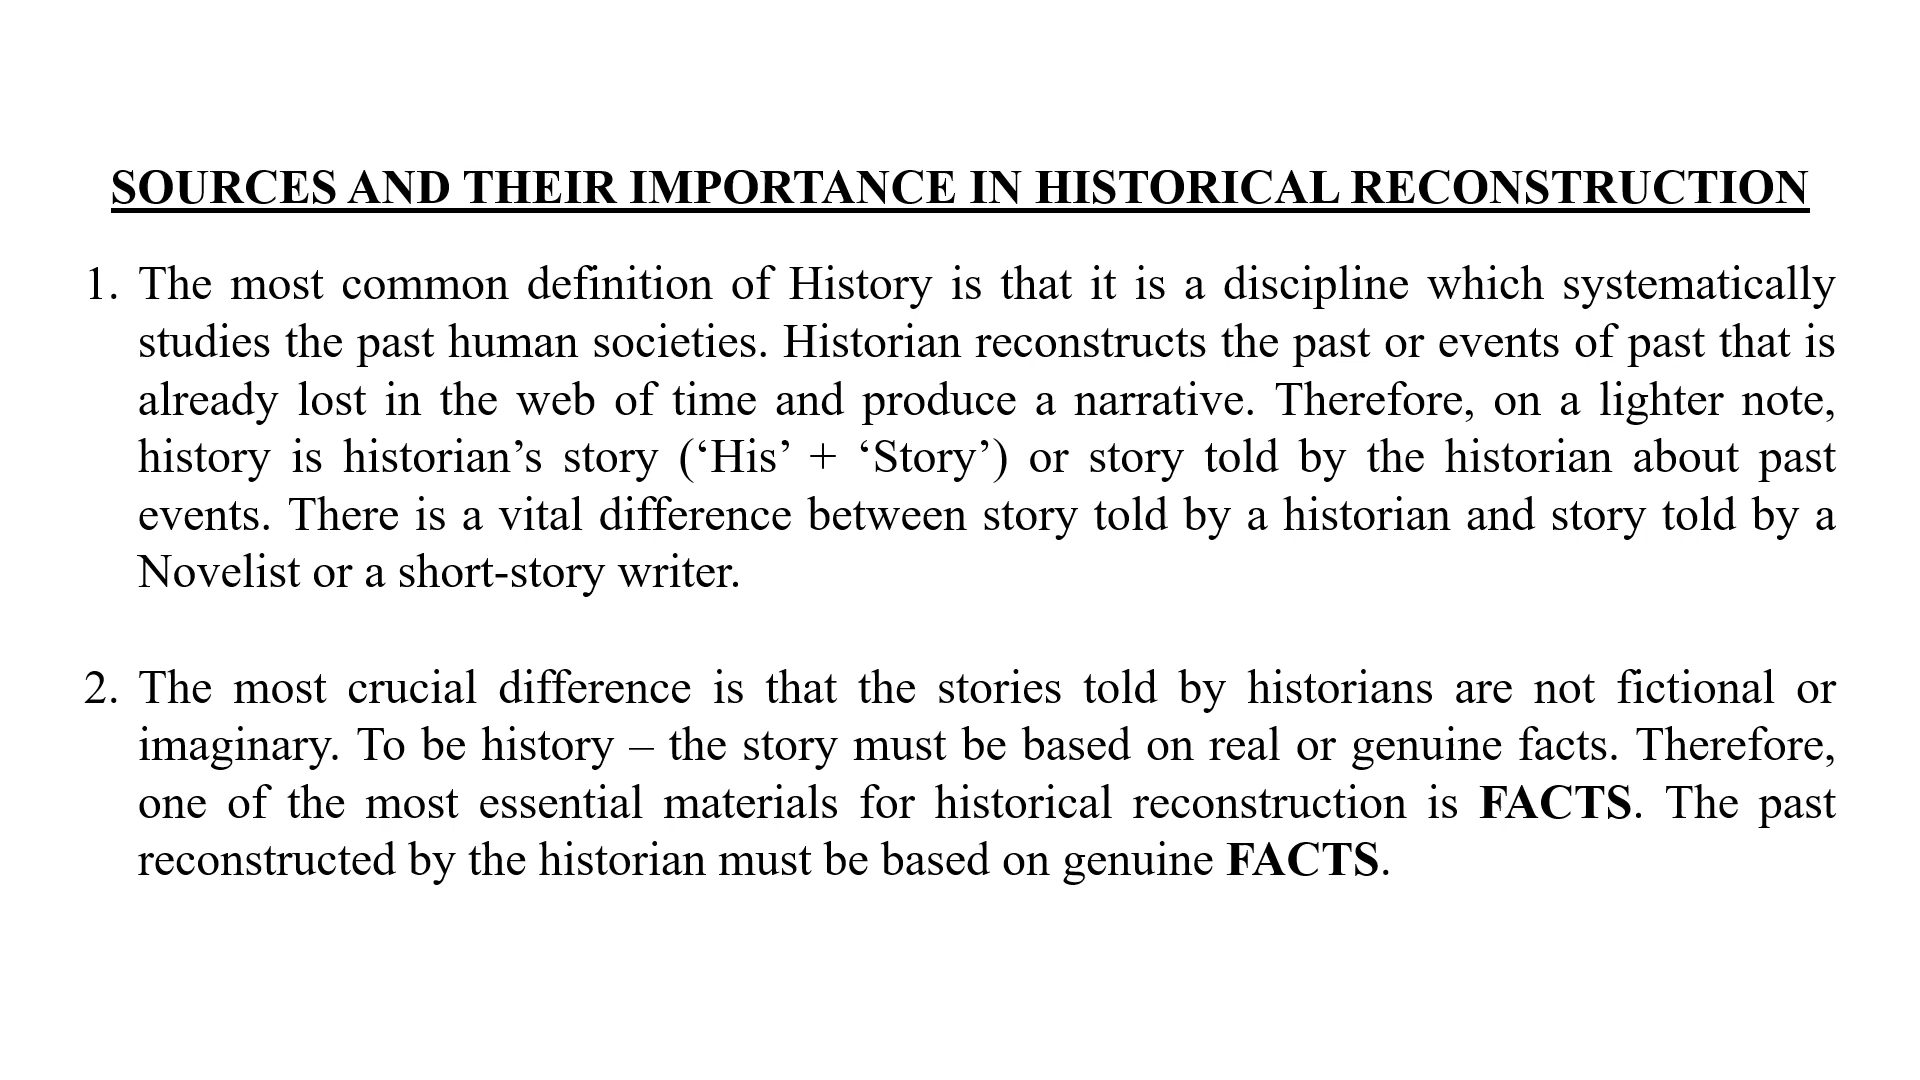 SOURCES AND THEIR IMPORTANCE IN HISTORICAL RECONSTRUCTION
1. The most common definition of History is that it is a discipline which systematically
studies the past human societies. Historian reconstructs the past or events of past that is
already lost in the web of time and produce a narrative. Therefore, on a lighter note,
history is historian’s story (‘His’ + ‘Story’) or story told by the historian about past
events. There is a vital difference between story told by a historian and story told by a
Novelist or a short-story writer.
2. The most crucial difference is that the stories told by historians are not fictional or
imaginary. To be history – the story must be based on real or genuine facts. Therefore,
one of the most essential materials for historical reconstruction is FACTS. The past
reconstructed by the historian must be based on genuine FACTS.